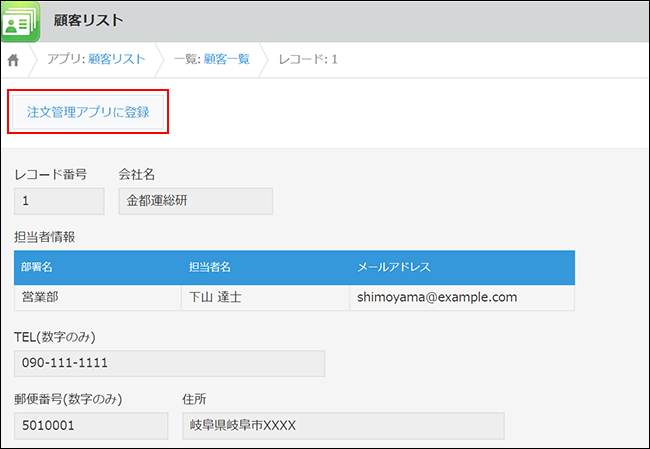 顧客リスト
アプリ: 顧客リスト 一覧: 顧客一覧 レコード: 1
注文管理アプリに登録
レコード番号 会社名
1 金都運総研
担当者情報
部署名 担当者名 メールアドレス
営業部 下山 達士 shimoyama@example.com
TEL(数字のみ)
090-111-1111
郵便番号(数字のみ) 住所
5010001 岐阜県岐阜市XXXX